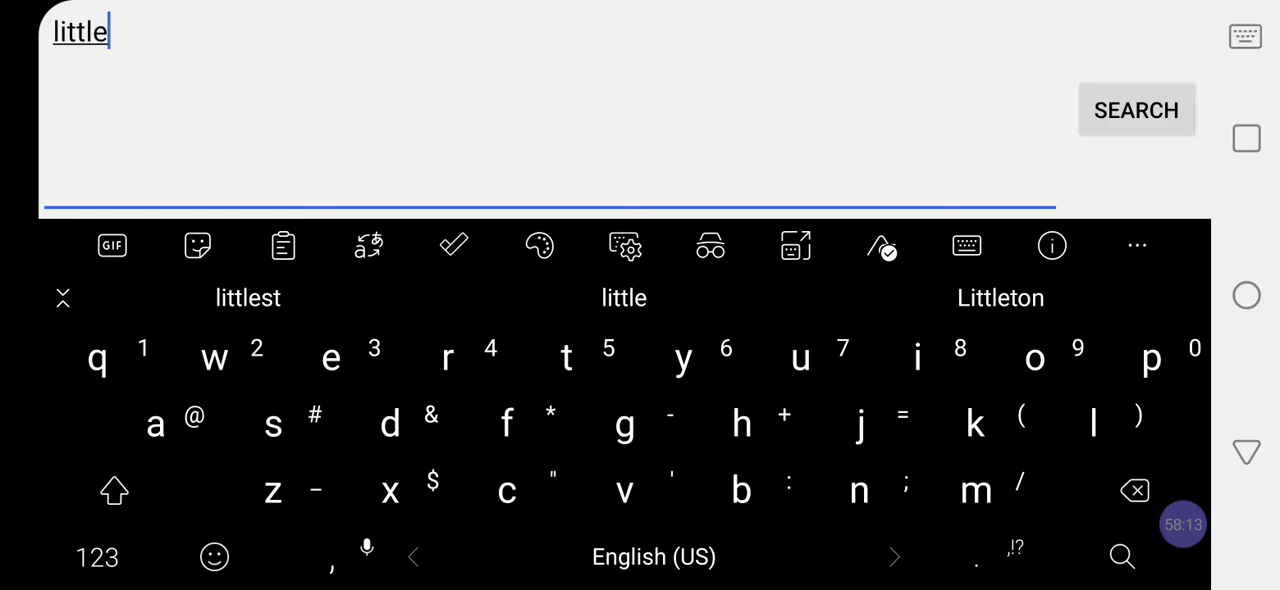 little
SEARCH
GIF
littlest little Littleton
q 1 w 2 e 3 r 4 t 5 y 6 u 7 i 8 o 9 p 0
a @ s # d & f * g - h + j = k ( l )
z – x $ c " v ' b : n ; m /
58:13
123 , English (US) . ,!?